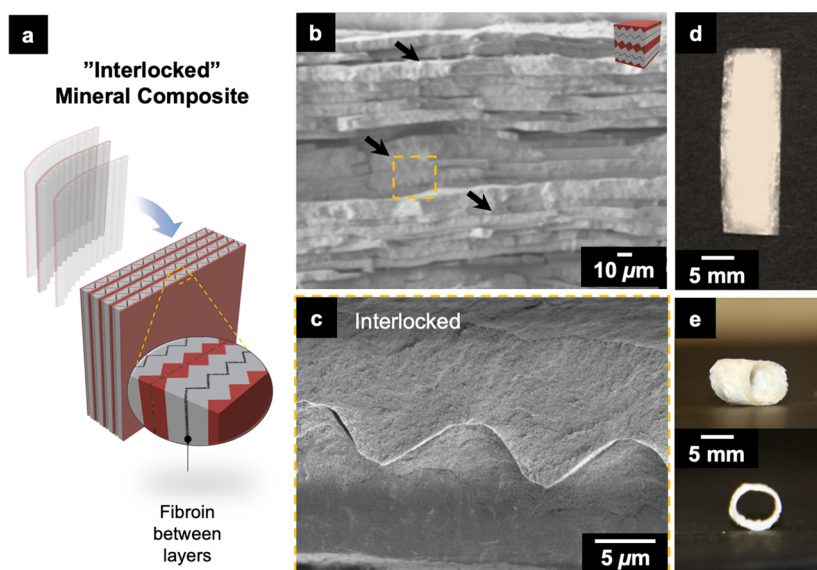 a
”Interlocked”
Mineral Composite
Fibroin
between
layers
b
10 µm
c
Interlocked
5 µm
d
5 mm
e
5 mm